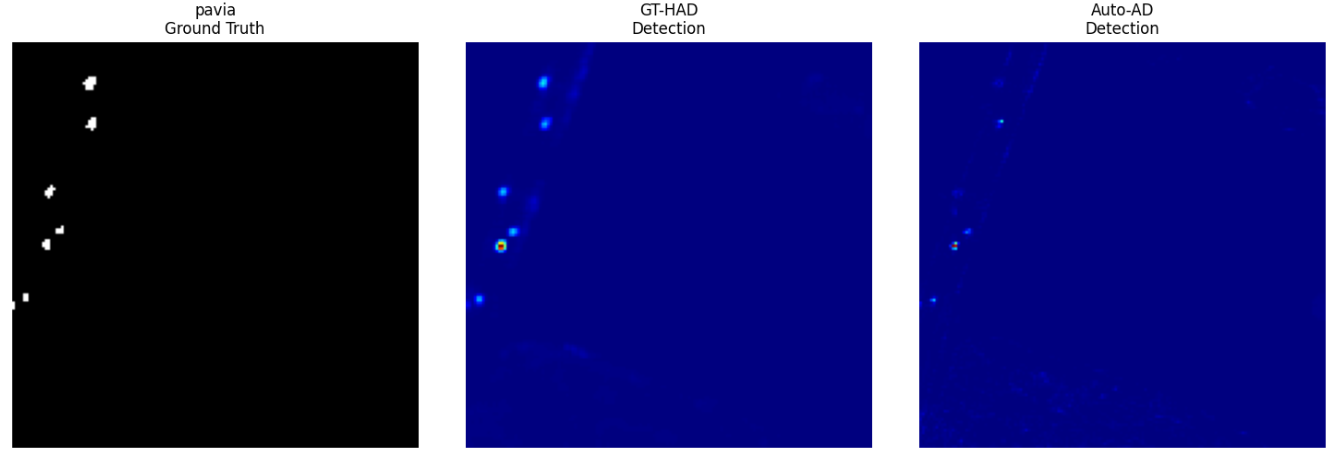 pavia
Ground Truth
GT-HAD
Detection
Auto-AD
Detection